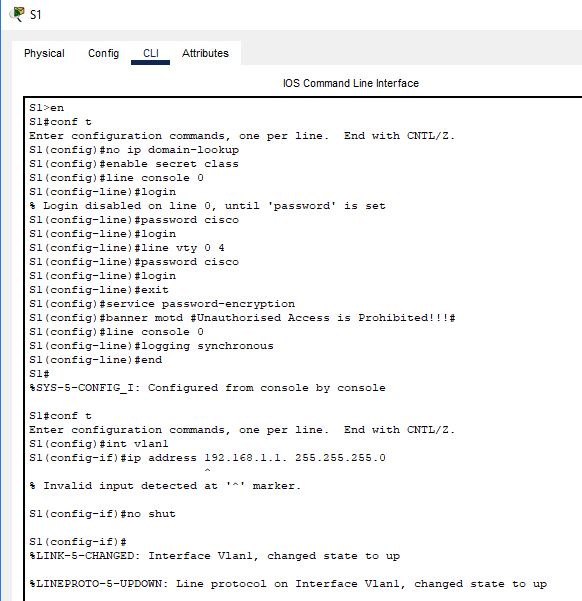 S1
Physical Config CLI Attributes
IOS Command Line Interface
S1>en
S1#conf t
Enter configuration commands, one per line.  End with CNTL/Z.
S1(config)#no ip domain-lookup
S1(config)#enable secret class
S1(config)#line console 0
S1(config-line)#login
% Login disabled on line 0, until 'password' is set
S1(config-line)#password cisco
S1(config-line)#login
S1(config-line)#line vty 0 4
S1(config-line)#password cisco
S1(config-line)#login
S1(config-line)#exit
S1(config)#service password-encryption
S1(config)#banner motd #Unauthorised Access is Prohibited!!!#
S1(config)#line console 0
S1(config-line)#logging synchronous
S1(config-line)#end
S1#
%SYS-5-CONFIG_I: Configured from console by console
S1#conf t
Enter configuration commands, one per line.  End with CNTL/Z.
S1(config)#int vlan1
S1(config-if)#ip address 192.168.1.1. 255.255.255.0
^
% Invalid input detected at '^' marker.
S1(config-if)#no shut
S1(config-if)#
%LINK-5-CHANGED: Interface Vlan1, changed state to up
%LINEPROTO-5-UPDOWN: Line protocol on Interface Vlan1, changed state to up